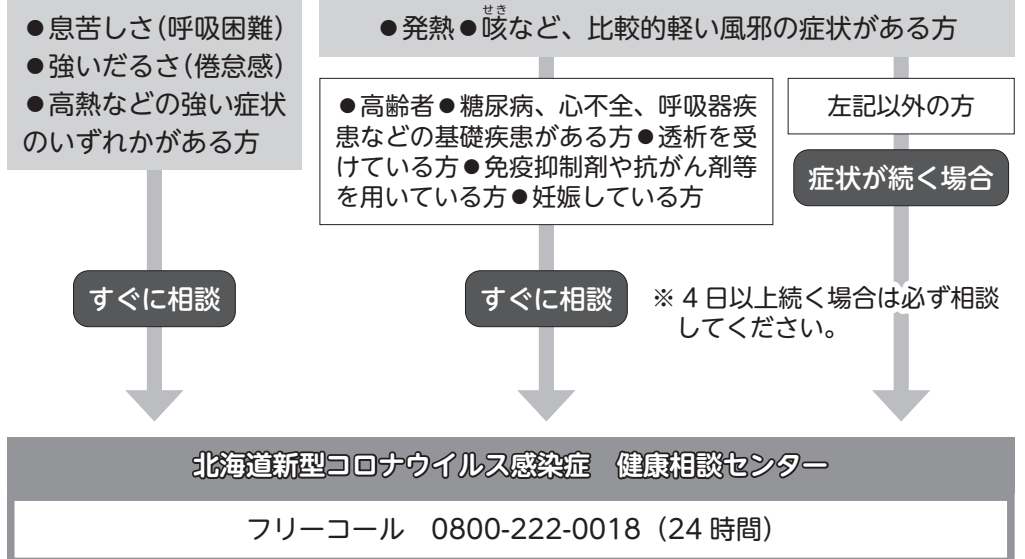 ●息苦しさ(呼吸困難)
●強いだるさ(倦怠感)
●高熱などの強い症状
のいずれかがある方
すぐに相談
せき
●発熱●咳など、比較的軽い風邪の症状がある方
●高齢者●糖尿病、心不全、呼吸器疾
患などの基礎疾患がある方●透析を受
けている方●免疫抑制剤や抗がん剤等
を用いている方●妊娠している方
すぐに相談
左記以外の方
症状が続く場合
※ 4 日以上続く場合は必ず相談
してください。
北海道新型コロナウイルス感染症　健康相談センター
フリーコール　0800-222-0018（24 時間）